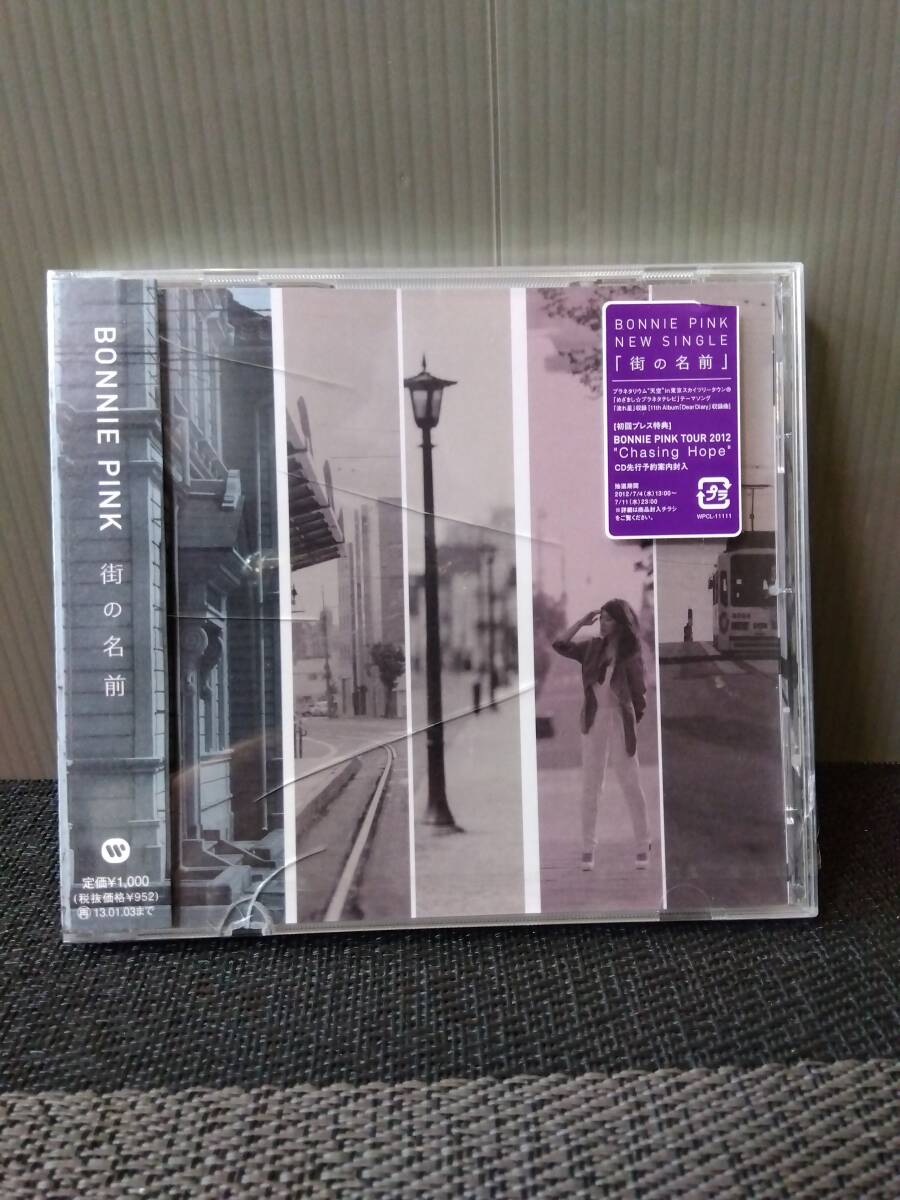 BONNIE PINK 街の名前
定価¥1,000
(税抜価格¥952)
再 13.01.03まで
BONNIE PINK
NEW SINGLE
「街の名前」
プラネタリウム“天空”in東京スカイツリータウン®
「めざまし☆プラネタテレビ」テーマソング
「流れ星」収録 [11th Album「Dear Diary」収録曲]
[初回プレス特典]
BONNIE PINK TOUR 2012
"Chasing Hope"
CD先行予約案内封入
抽選期間
2012/7/4(水)13:00〜
7/11(水)23:00
※詳細は商品封入チラシ
をご覧ください。
プラ
WPCL-11111